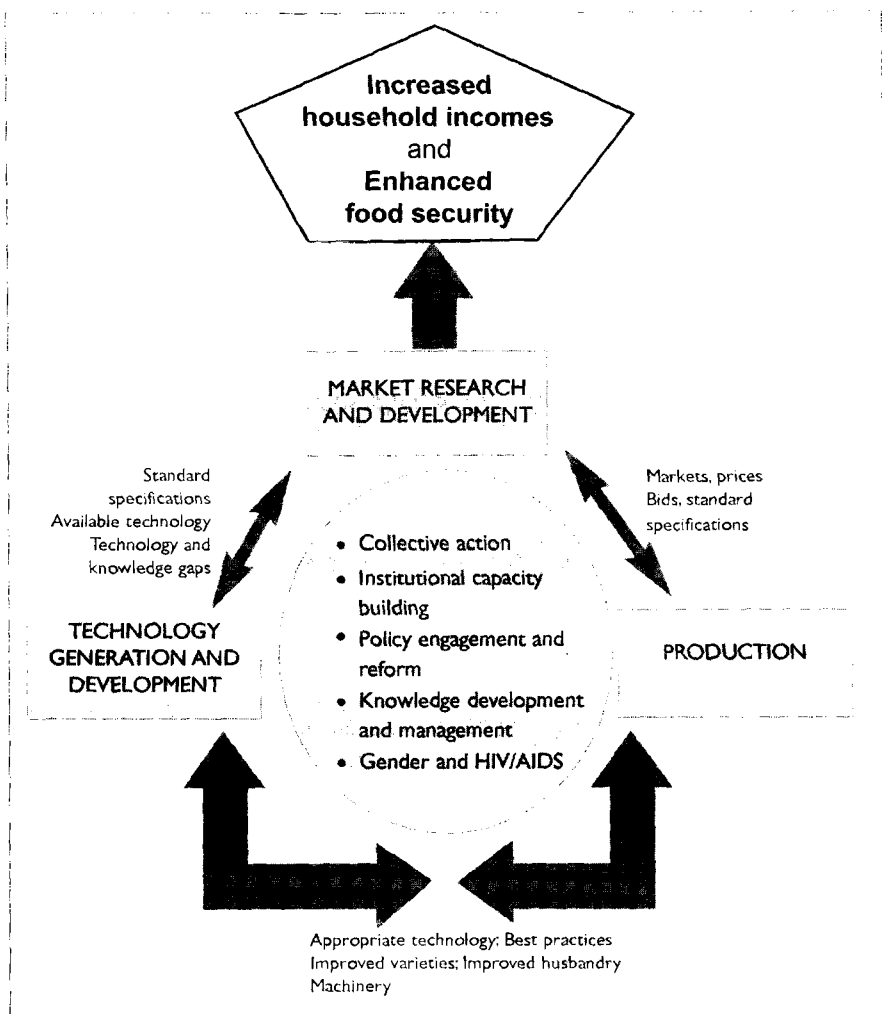 Increased
household incomes
and
Enhanced
food security
MARKET RESEARCH
AND DEVELOPMENT
Standard
specifications
Available technology
Technology and
knowledge gaps
Markets, prices
Bids, standard
specifications
• Collective action
• Institutional capacity
building
• Policy engagement and
reform
• Knowledge development
and management
• Gender and HIV/AIDS
TECHNOLOGY
GENERATION AND
DEVELOPMENT
PRODUCTION
Appropriate technology; Best practices
Improved varieties; Improved husbandry
Machinery